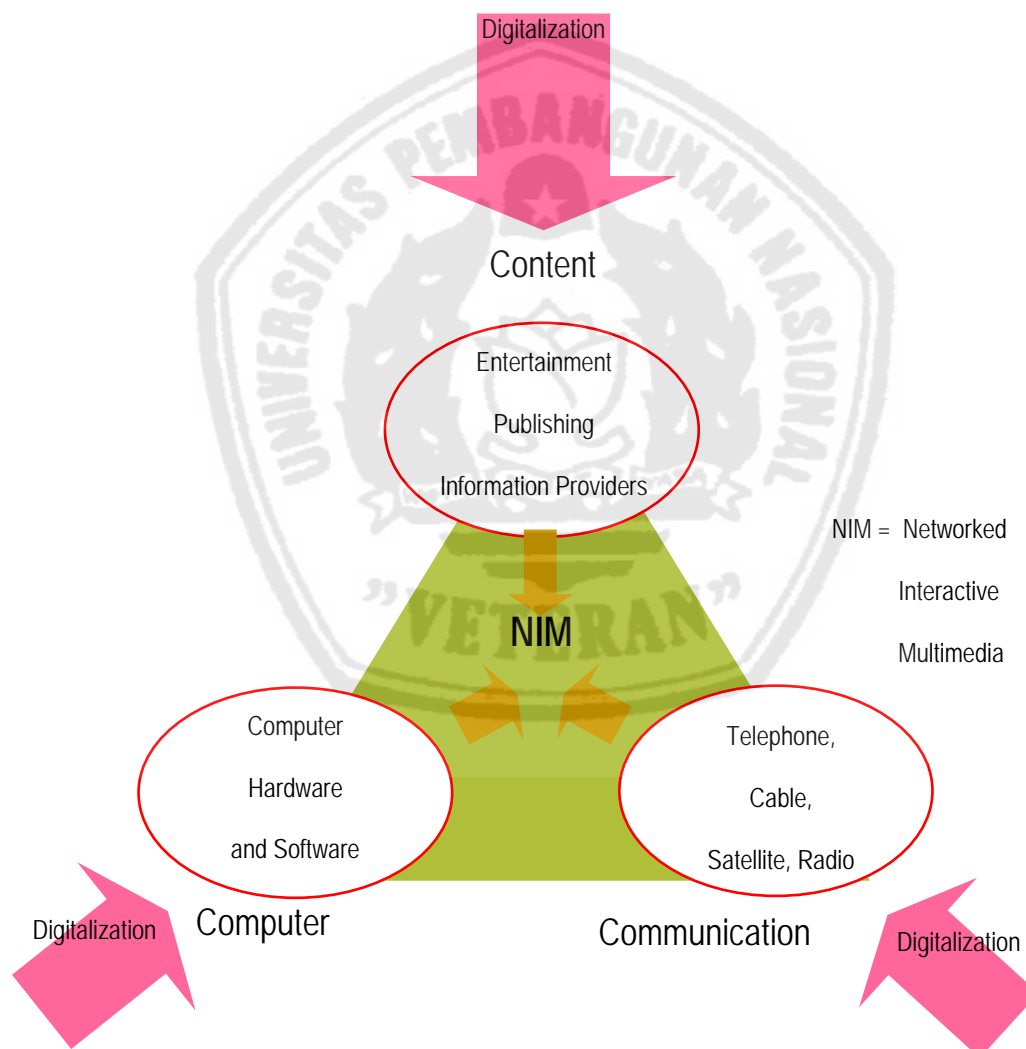 Digitalization
UNIVERSITAS PEMBANGUNAN NASIONAL
Content
Entertainment
Publishing
Information Providers
NIM = Networked
Interactive
Multimedia
"VETERAN"
NIM
Computer
Hardware
and Software
Telephone,
Cable,
Satellite, Radio
Computer
Communication
Digitalization
Digitalization